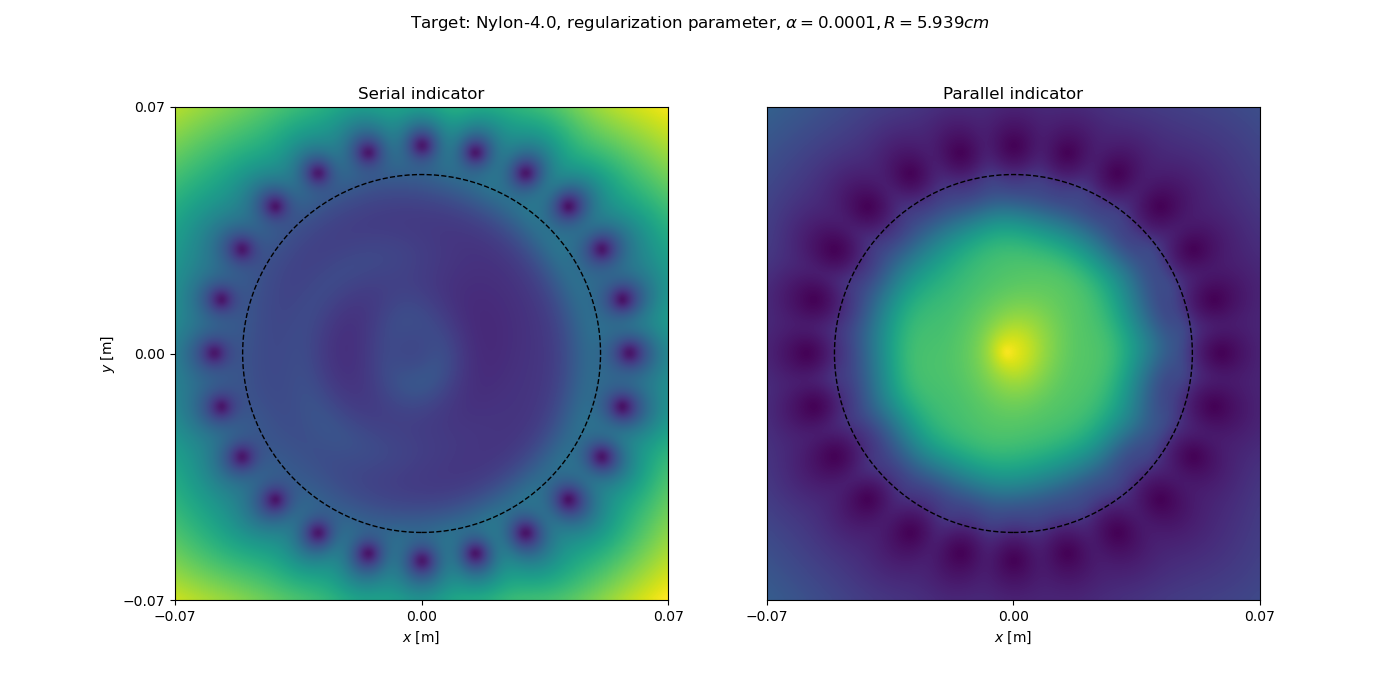 Target: Nylon-4.0, regularization parameter, α = 0.0001, R = 5.939cm
Serial indicator
Parallel indicator
0.07
0.00
−0.07
y [m]
−0.07 0.00 0.07
x [m]
−0.07 0.00 0.07
x [m]